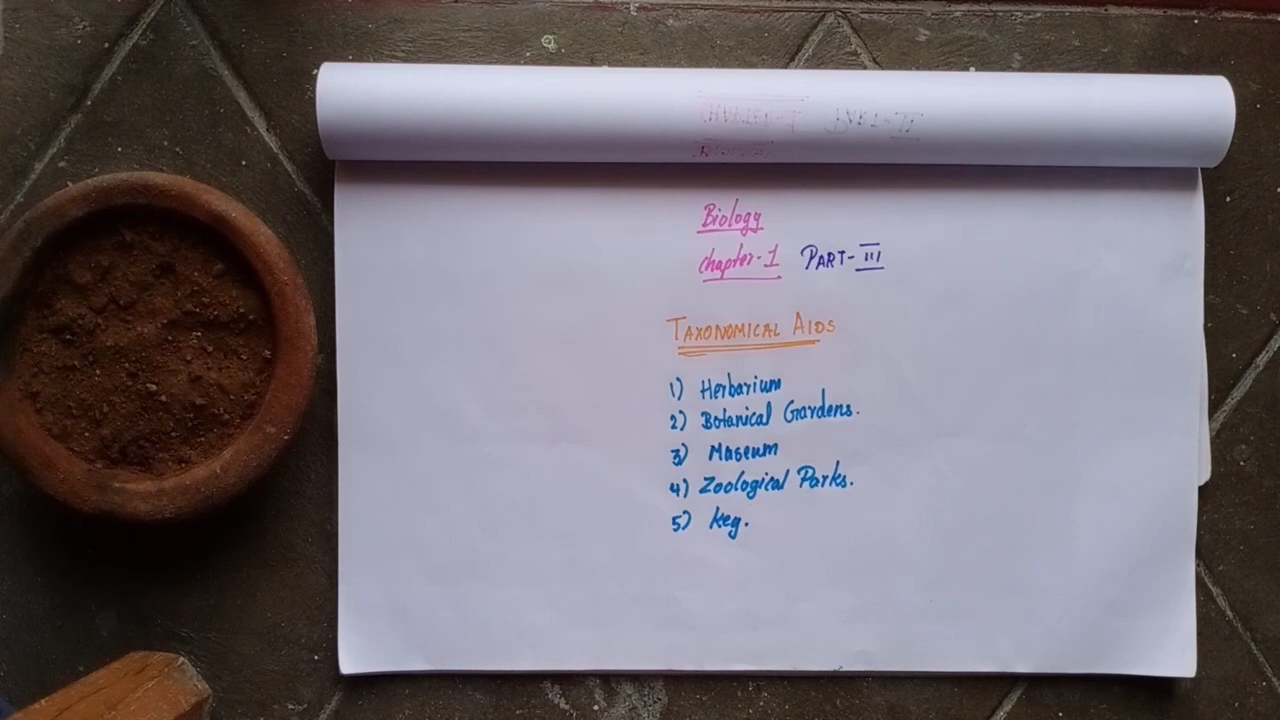 Biology
Chapter-1 PART-III
TAXONOMICAL AIDS
1) Herbarium
2) Botanical Gardens.
3) Museum
4) Zoological Parks.
5) Key.